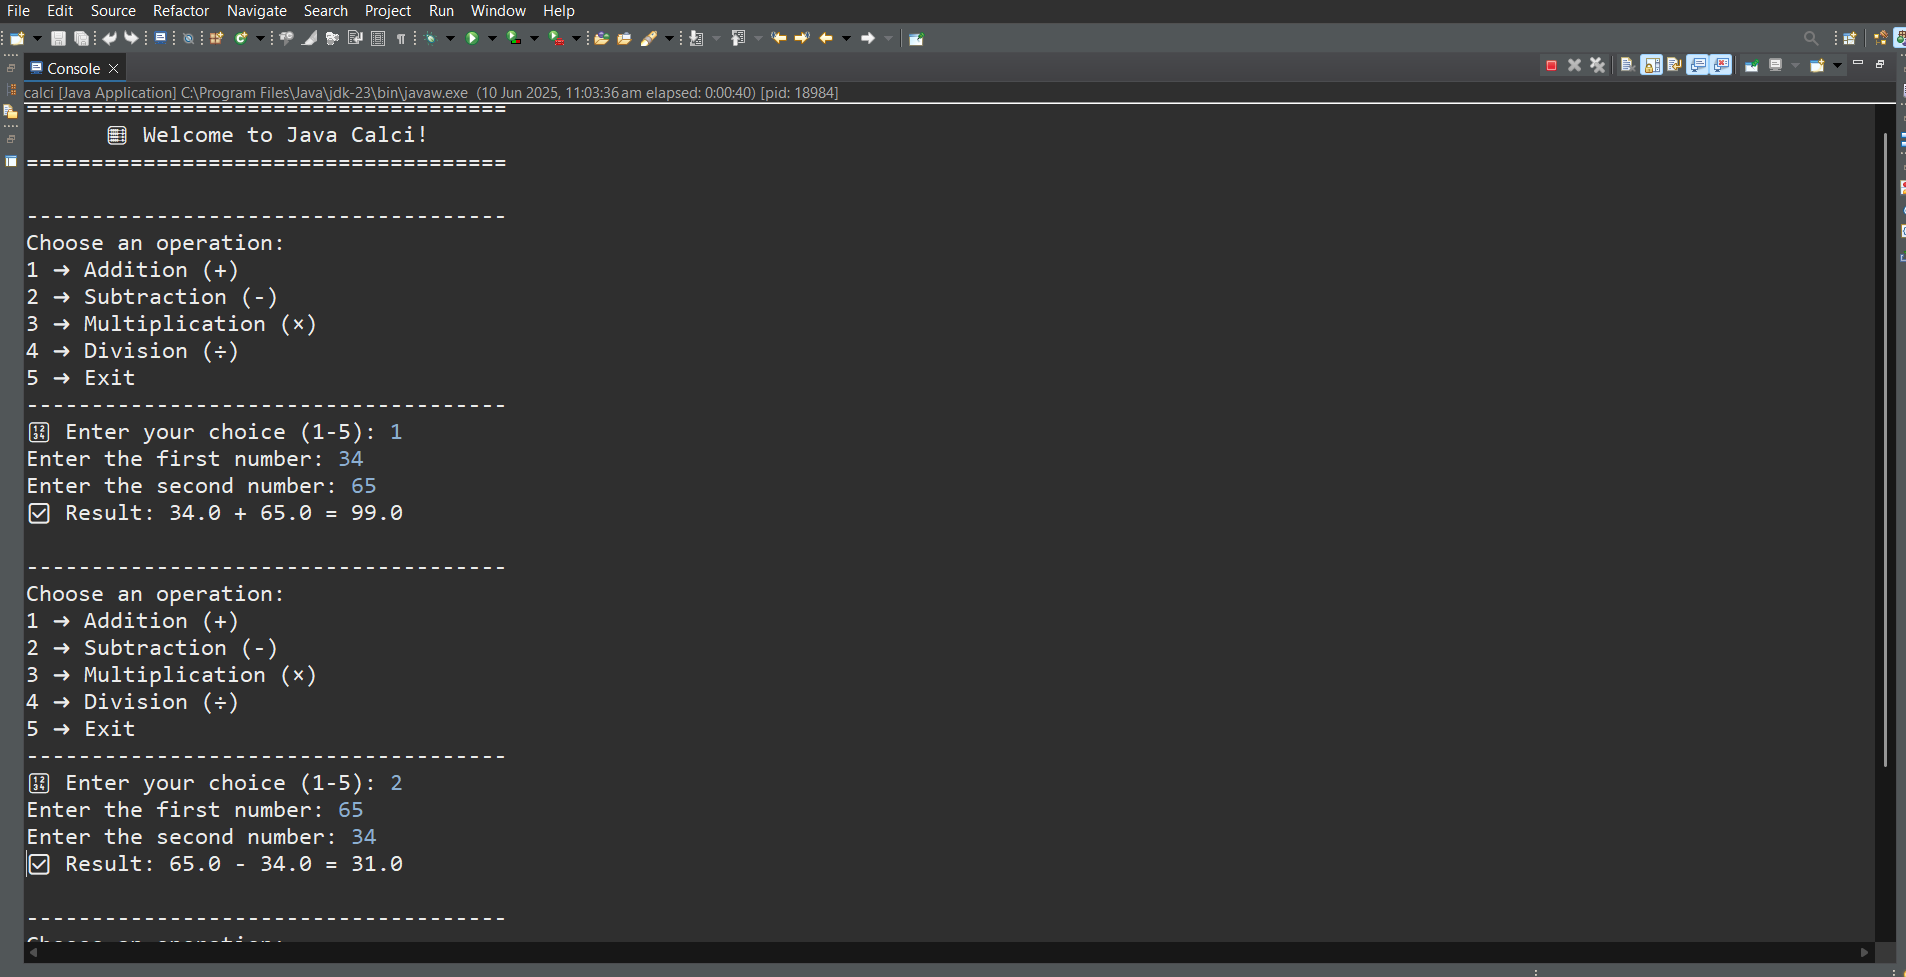 File Edit Source Refactor Navigate Search Project Run Window Help
Console
calci [Java Application] C:\Program Files\Java\jdk-23\bin\javaw.exe (10 Jun 2025, 11:03:36 am elapsed: 0:00:40) [pid: 18984]
=====================================
🧮 Welcome to Java Calci!
=====================================
-------------------------------------
Choose an operation:
1 → Addition (+)
2 → Subtraction (-)
3 → Multiplication (×)
4 → Division (÷)
5 → Exit
-------------------------------------
🔢 Enter your choice (1-5): 1
Enter the first number: 34
Enter the second number: 65
✅ Result: 34.0 + 65.0 = 99.0
-------------------------------------
Choose an operation:
1 → Addition (+)
2 → Subtraction (-)
3 → Multiplication (×)
4 → Division (÷)
5 → Exit
-------------------------------------
🔢 Enter your choice (1-5): 2
Enter the first number: 65
Enter the second number: 34
✅ Result: 65.0 - 34.0 = 31.0
-------------------------------------
Choose an operation: